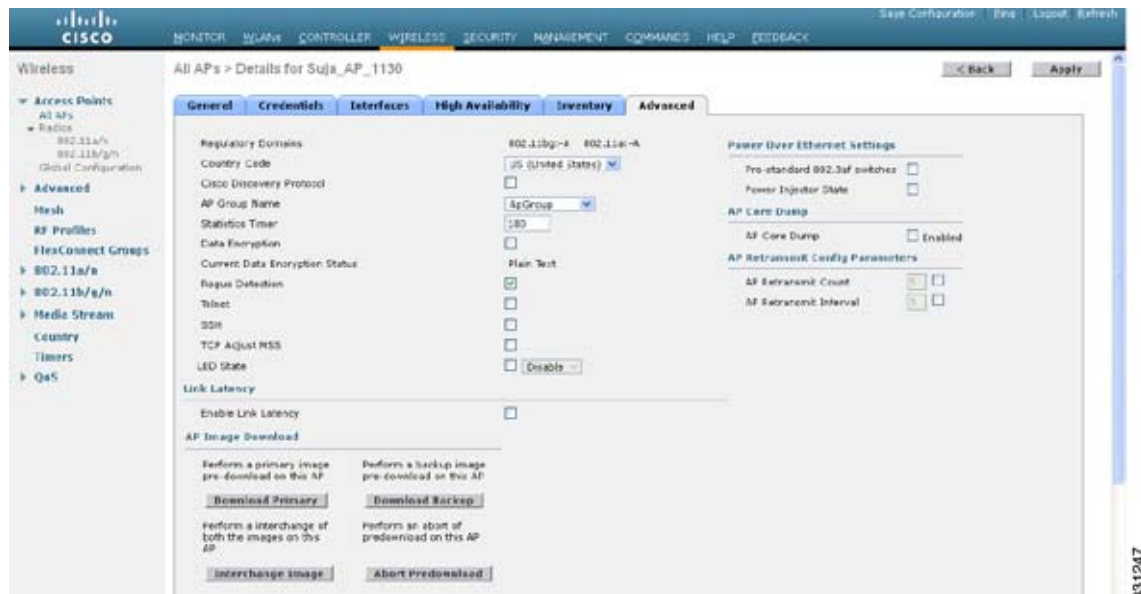 Save Configuration Ping Logout Refresh
CISCO
MONITOR WLANs CONTROLLER WIRELESS SECURITY MANAGEMENT COMMANDS HELP FEEDBACK
Wireless
All APs > Details for Suja_AP_1130
< Back
Apply
Access Points
All APs
Radios
802.11a/n
802.11b/g/n
Global Configuration
Advanced
Mesh
RF Profiles
FlexConnect Groups
802.11a/n
802.11b/g/n
Media Stream
Country
Timers
QoS
General Credentials Interfaces High Availability Inventory Advanced
Regulatory Domains 802.11bg:-A 802.11a:-A
Country Code US (United States)
Cisco Discovery Protocol
AP Group Name ApGroup
Statistics Timer 180
Data Encryption
Current Data Encryption Status Plain Text
Rogue Detection
Telnet
SSH
TCP Adjust MSS
LED State Disable
Link Latency
Enable Link Latency
AP Image Download
Perform a primary image pre-download on this AP
Perform a backup image pre-download on this AP
Download Primary
Download Backup
Perform a interchange of both the images on this AP
Perform an abort of predownload on this AP
Interchange Image
Abort Predownload
Power Over Ethernet Settings
Pre-standard 802.3af switches
Power Injector State
AP Core Dump
AP Core Dump Enabled
AP Retransmit Config Parameters
AP Retransmit Count
AP Retransmit Interval
331247